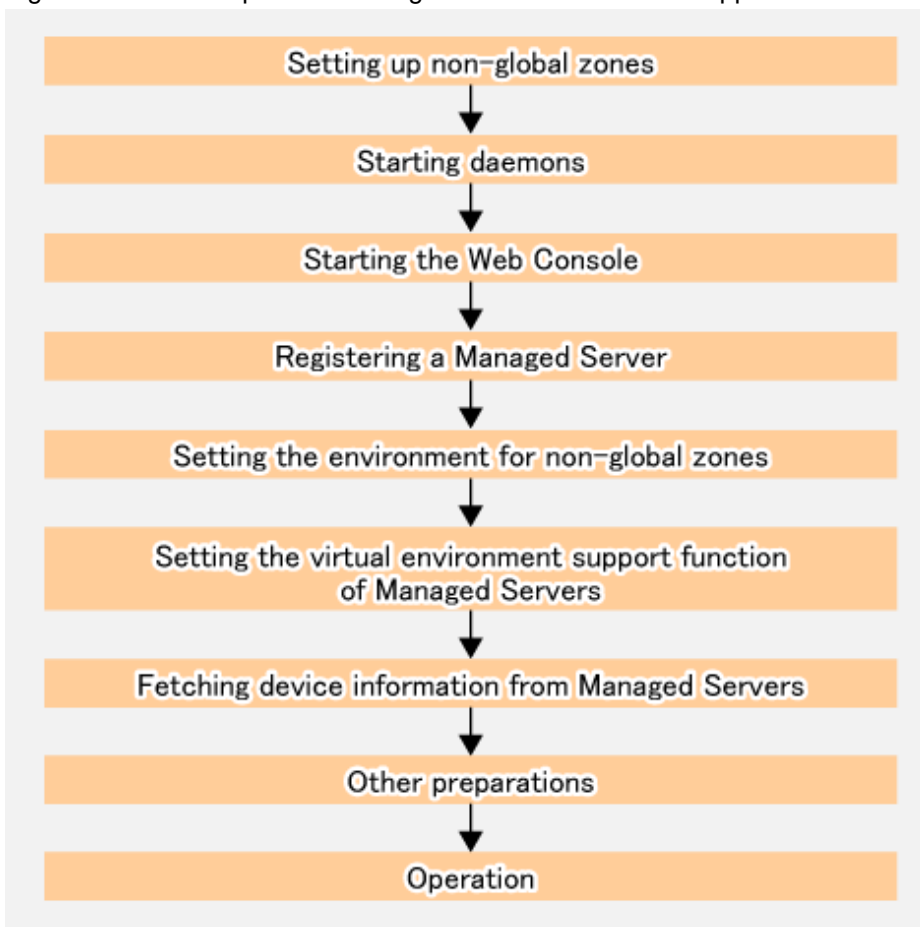 Setting up non-global zones
Starting daemons
Starting the Web Console
Registering a Managed Server
Setting the environment for non-global zones
Setting the virtual environment support function
of Managed Servers
Fetching device information from Managed Servers
Other preparations
Operation